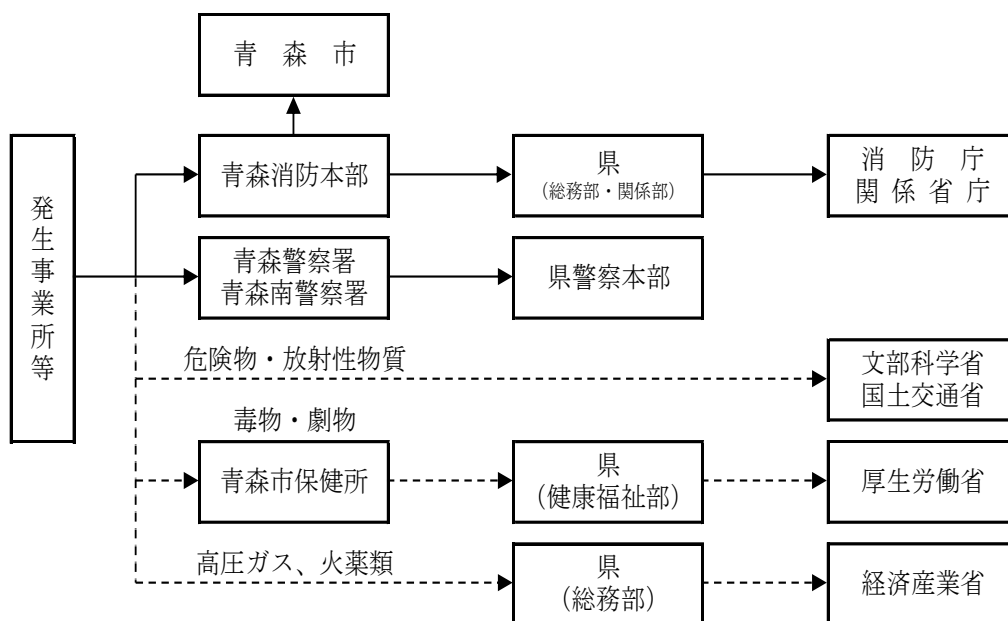 青森市
発生事業所等
青森消防本部
県
(総務部・関係部)
消防庁
関係省庁
青森警察署
青森南警察署
県警察本部
危険物・放射性物質
文部科学省
国土交通省
毒物・劇物
青森市保健所
県
(健康福祉部)
厚生労働省
高圧ガス、火薬類
県
(総務部)
経済産業省